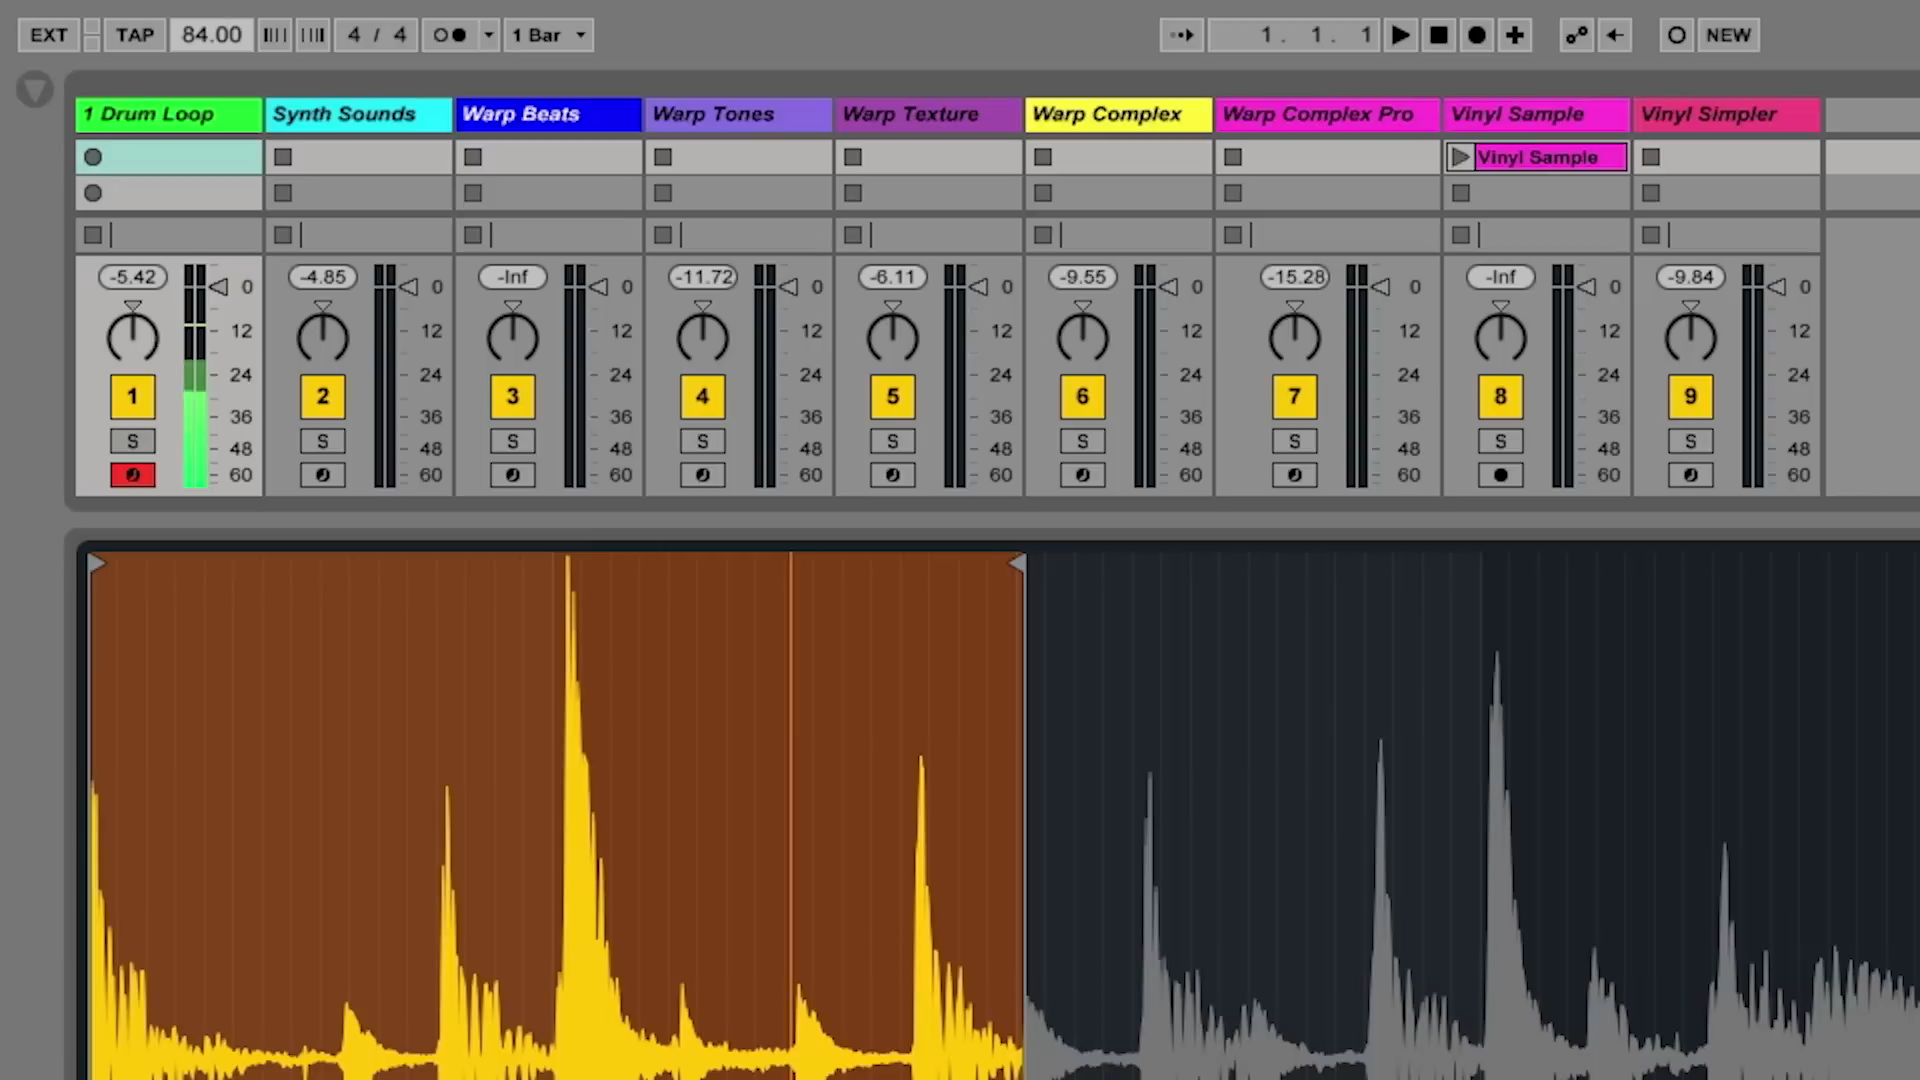 EXT TAP 84.00 4 / 4 1 Bar 1. 1. 1 NEW
1 Drum Loop Synth Sounds Warp Beats Warp Tones Warp Texture Warp Complex Warp Complex Pro Vinyl Sample Vinyl Simpler
Vinyl Sample
-5.42 0 -4.85 0 -Inf 0 -11.72 0 -6.11 0 -9.55 0 -15.28 0 -Inf 0 -9.84 0
12 12 12 12 12 12 12 12 12
24 24 24 24 24 24 24 24 24
1 2 3 4 5 6 7 8 9
36 36 36 36 36 36 36 36 36
S 48 S 48 S 48 S 48 S 48 S 48 S 48 S 48 S 48
60 60 60 60 60 60 60 60 60